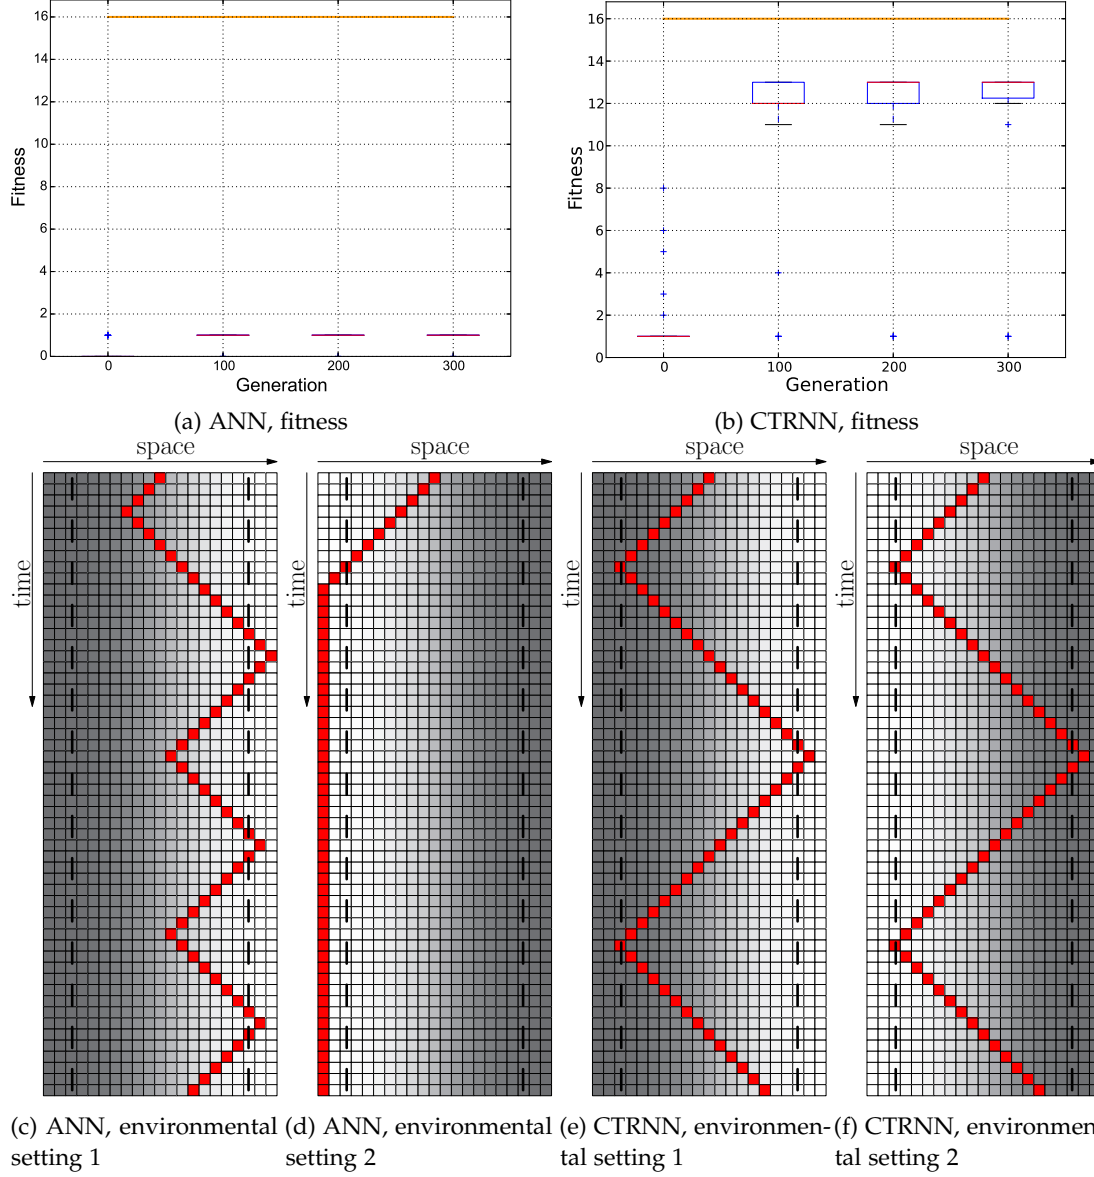 16
14
12
10
8
6
4
2
0
Fitness
0 100 200 300
Generation
(a) ANN, fitness
16
14
12
10
8
6
4
2
0
Fitness
0 100 200 300
Generation
(b) CTRNN, fitness
space
time
space
time
space
time
space
time
(c) ANN, environmental
setting 1
(d) ANN, environmental
setting 2
(e) CTRNN, environmen-
tal setting 1
(f) CTRNN, environmen
tal setting 2